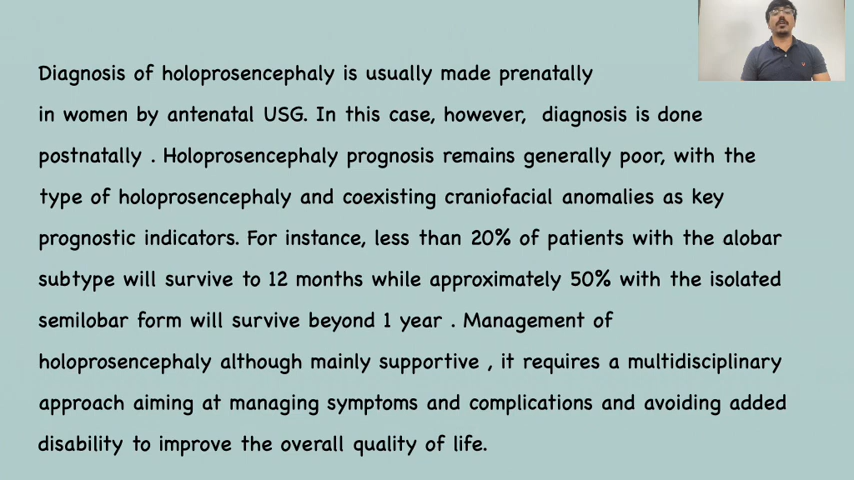 Diagnosis of holoprosencephaly is usually made prenatally
in women by antenatal USG. In this case, however, diagnosis is done
postnatally . Holoprosencephaly prognosis remains generally poor, with the
type of holoprosencephaly and coexisting craniofacial anomalies as key
prognostic indicators. For instance, less than 20% of patients with the alobar
subtype will survive to 12 months while approximately 50% with the isolated
semilobar form will survive beyond 1 year . Management of
holoprosencephaly although mainly supportive , it requires a multidisciplinary
approach aiming at managing symptoms and complications and avoiding added
disability to improve the overall quality of life.